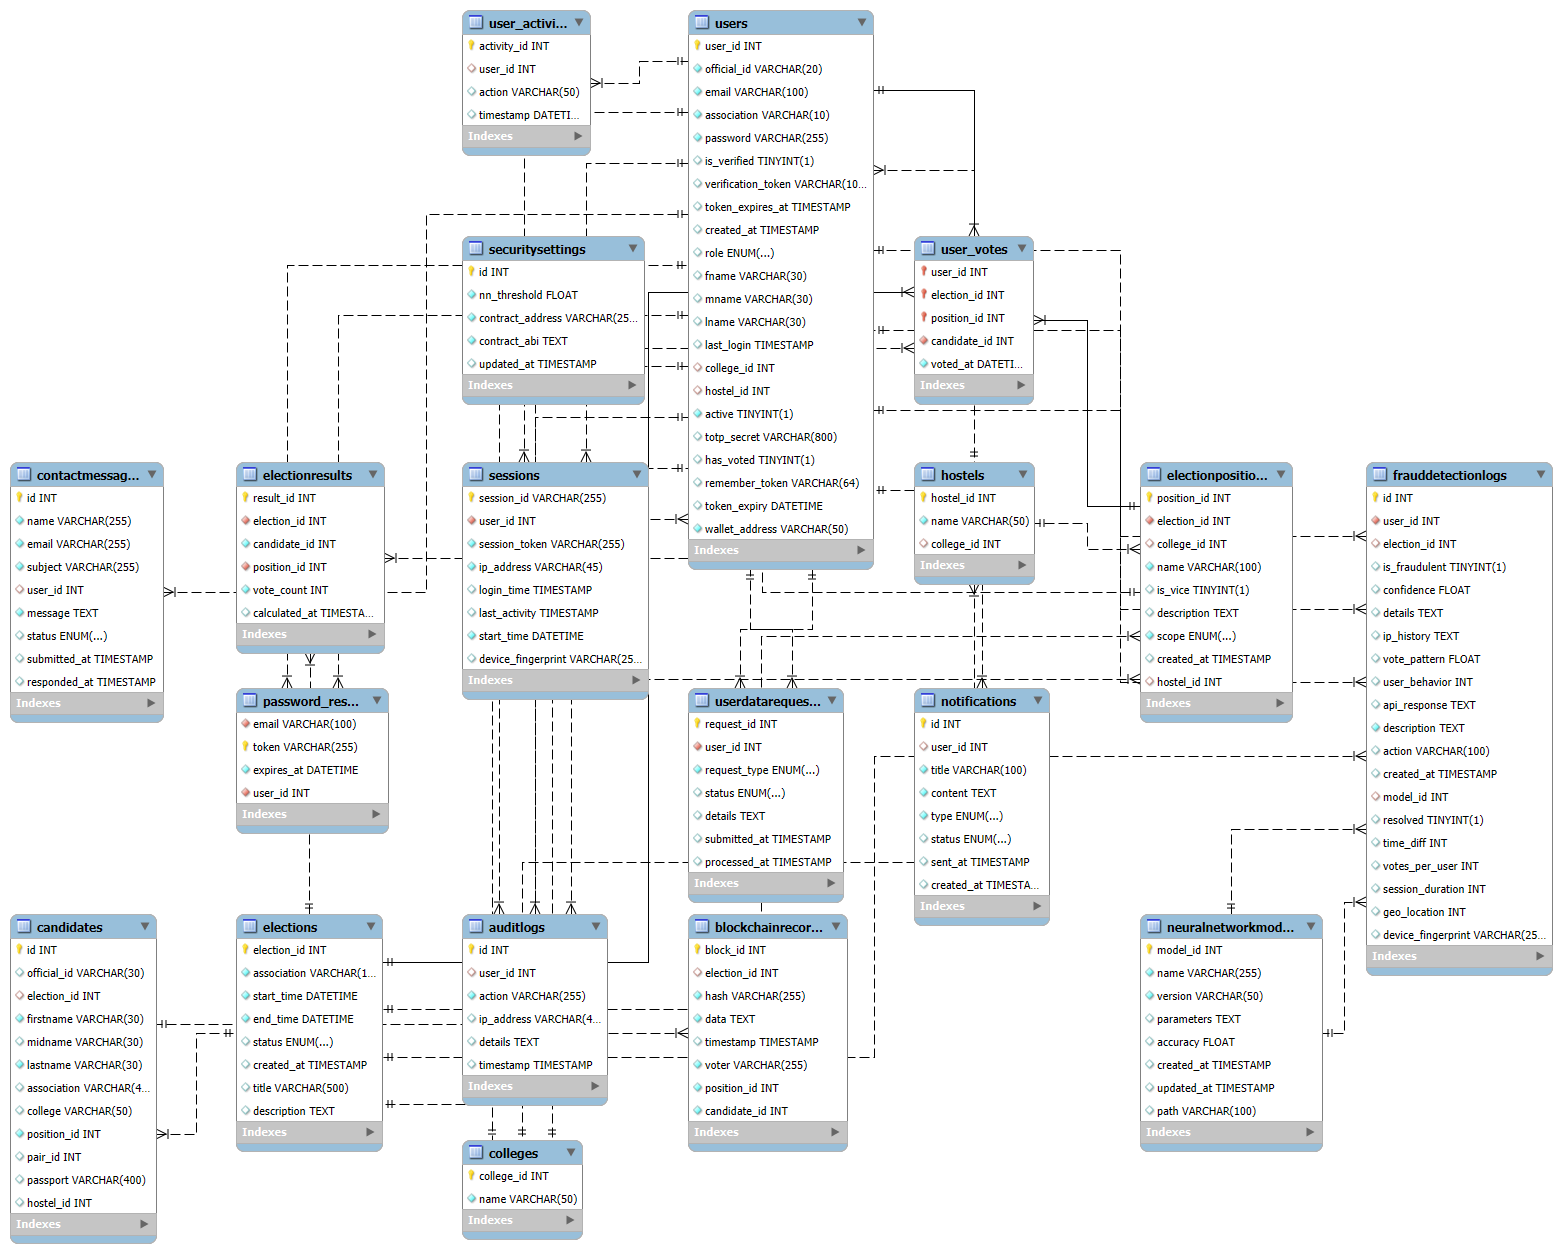 user_activi...
activity_id INT
user_id INT
action VARCHAR(50)
timestamp DATETI...
Indexes
users
user_id INT
official_id VARCHAR(20)
email VARCHAR(100)
association VARCHAR(10)
password VARCHAR(255)
is_verified TINYINT(1)
verification_token VARCHAR(10...
token_expires_at TIMESTAMP
created_at TIMESTAMP
role ENUM(...)
fname VARCHAR(30)
mname VARCHAR(30)
lname VARCHAR(30)
last_login TIMESTAMP
college_id INT
hostel_id INT
active TINYINT(1)
totp_secret VARCHAR(800)
has_voted TINYINT(1)
remember_token VARCHAR(64)
token_expiry DATETIME
wallet_address VARCHAR(50)
Indexes
securitysettings
id INT
nn_threshold FLOAT
contract_address VARCHAR(25...
contract_abi TEXT
updated_at TIMESTAMP
Indexes
user_votes
user_id INT
election_id INT
position_id INT
candidate_id INT
voted_at DATETI...
Indexes
contactmessag...
id INT
name VARCHAR(255)
email VARCHAR(255)
subject VARCHAR(255)
user_id INT
message TEXT
status ENUM(...)
submitted_at TIMESTAMP
responded_at TIMESTAMP
Indexes
electionresults
result_id INT
election_id INT
candidate_id INT
position_id INT
vote_count INT
calculated_at TIMESTA...
Indexes
sessions
session_id VARCHAR(255)
user_id INT
session_token VARCHAR(255)
ip_address VARCHAR(45)
login_time TIMESTAMP
last_activity TIMESTAMP
start_time DATETIME
device_fingerprint VARCHAR(25...
Indexes
hostels
hostel_id INT
name VARCHAR(50)
college_id INT
Indexes
electionpositio...
position_id INT
election_id INT
college_id INT
name VARCHAR(100)
is_vice TINYINT(1)
description TEXT
scope ENUM(...)
created_at TIMESTAMP
hostel_id INT
Indexes
frauddetectionlogs
id INT
user_id INT
election_id INT
is_fraudulent TINYINT(1)
confidence FLOAT
details TEXT
ip_history TEXT
vote_pattern FLOAT
user_behavior INT
api_response TEXT
description TEXT
action VARCHAR(100)
created_at TIMESTAMP
model_id INT
resolved TINYINT(1)
time_diff INT
votes_per_user INT
session_duration INT
geo_location INT
device_fingerprint VARCHAR(25...
Indexes
password_res...
email VARCHAR(100)
token VARCHAR(255)
expires_at DATETIME
user_id INT
Indexes
userdatareques...
request_id INT
user_id INT
request_type ENUM(...)
status ENUM(...)
details TEXT
submitted_at TIMESTAMP
processed_at TIMESTAMP
Indexes
notifications
id INT
user_id INT
title VARCHAR(100)
content TEXT
type ENUM(...)
status ENUM(...)
sent_at TIMESTAMP
created_at TIMESTA...
Indexes
candidates
id INT
official_id VARCHAR(30)
election_id INT
firstname VARCHAR(30)
midname VARCHAR(30)
lastname VARCHAR(30)
association VARCHAR(4...
college VARCHAR(50)
position_id INT
pair_id INT
passport VARCHAR(400)
hostel_id INT
Indexes
elections
election_id INT
association VARCHAR(1...
start_time DATETIME
end_time DATETIME
status ENUM(...)
created_at TIMESTAMP
title VARCHAR(500)
description TEXT
Indexes
auditlogs
id INT
user_id INT
action VARCHAR(255)
ip_address VARCHAR(4...
details TEXT
timestamp TIMESTAMP
Indexes
blockchainrecor...
block_id INT
election_id INT
hash VARCHAR(255)
data TEXT
timestamp TIMESTAMP
voter VARCHAR(255)
position_id INT
candidate_id INT
Indexes
neuralnetworkmod...
model_id INT
name VARCHAR(255)
version VARCHAR(50)
parameters TEXT
accuracy FLOAT
created_at TIMESTAMP
updated_at TIMESTAMP
path VARCHAR(100)
Indexes
colleges
college_id INT
name VARCHAR(50)
Indexes